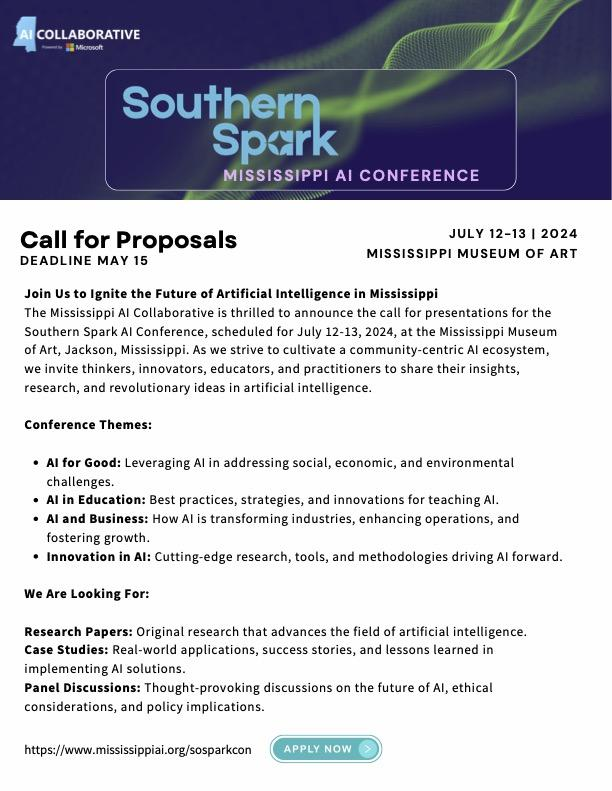 AI COLLABORATIVE
Powered by Microsoft
Southern
Spark
MISSISSIPPI AI CONFERENCE
Call for Proposals
DEADLINE MAY 15
JULY 12-13 | 2024
MISSISSIPPI MUSEUM OF ART
Join Us to Ignite the Future of Artificial Intelligence in Mississippi
The Mississippi AI Collaborative is thrilled to announce the call for presentations for the
Southern Spark AI Conference, scheduled for July 12-13, 2024, at the Mississippi Museum
of Art, Jackson, Mississippi. As we strive to cultivate a community-centric AI ecosystem,
we invite thinkers, innovators, educators, and practitioners to share their insights,
research, and revolutionary ideas in artificial intelligence.
Conference Themes:
• AI for Good: Leveraging AI in addressing social, economic, and environmental
challenges.
• AI in Education: Best practices, strategies, and innovations for teaching AI.
• AI and Business: How AI is transforming industries, enhancing operations, and
fostering growth.
• Innovation in AI: Cutting-edge research, tools, and methodologies driving AI forward.
We Are Looking For:
Research Papers: Original research that advances the field of artificial intelligence.
Case Studies: Real-world applications, success stories, and lessons learned in
implementing AI solutions.
Panel Discussions: Thought-provoking discussions on the future of AI, ethical
considerations, and policy implications.
https://www.mississippiai.org/sosparkcon
APPLY NOW